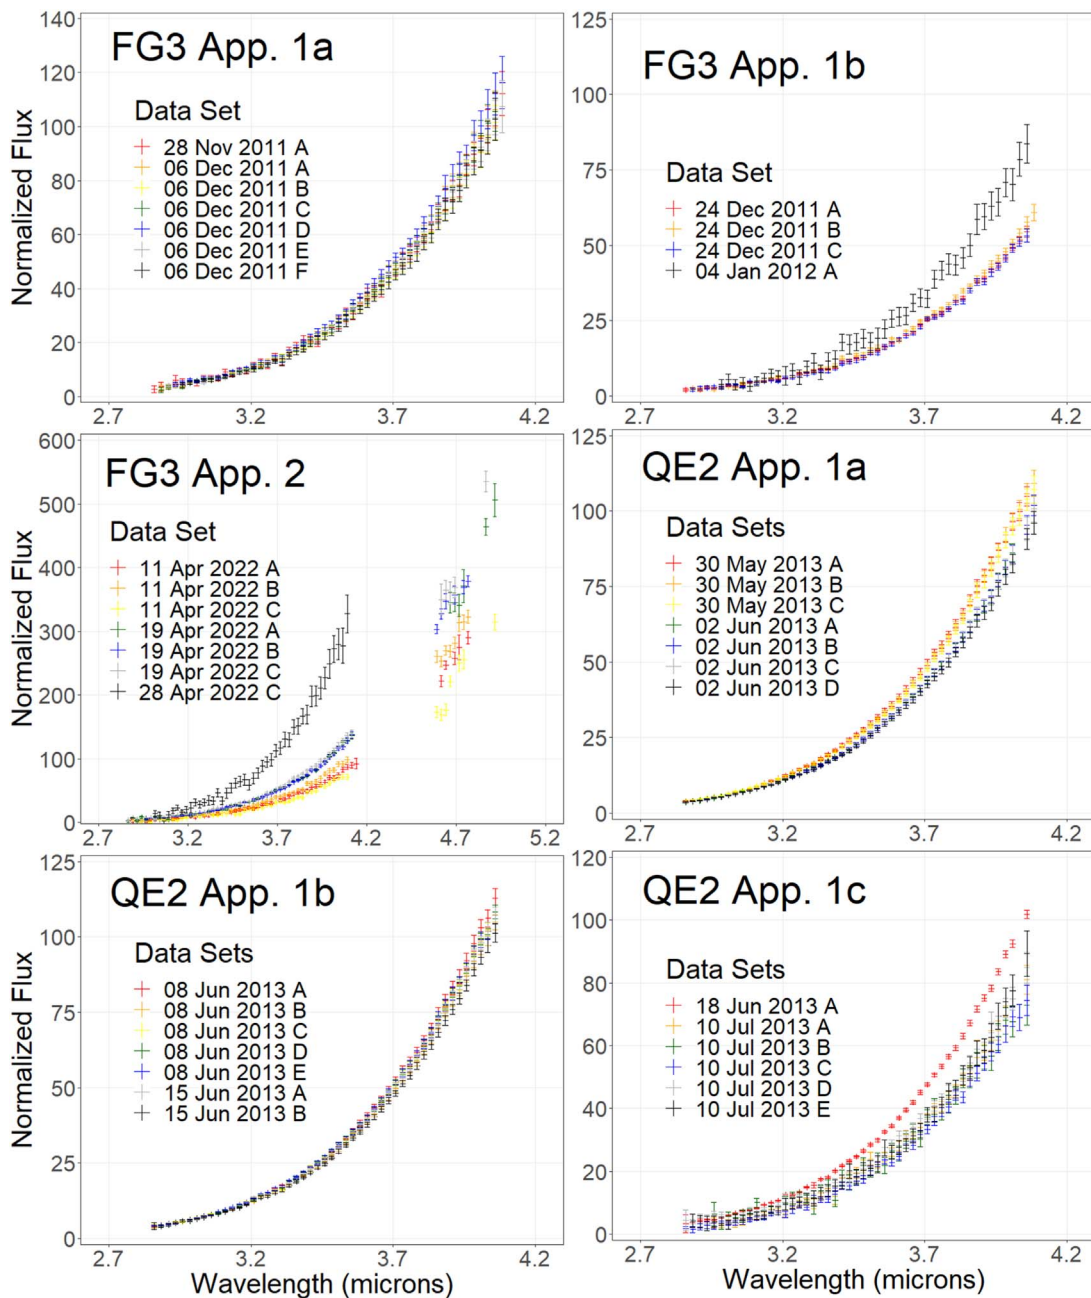 FG3 App. 1a
Normalized Flux
140
120
100
80
60
40
20
0
Data Set
28 Nov 2011 A
06 Dec 2011 A
06 Dec 2011 B
06 Dec 2011 C
06 Dec 2011 D
06 Dec 2011 E
06 Dec 2011 F
2.7 3.2 3.7 4.2
FG3 App. 1b
125
100
75
50
25
0
Data Set
24 Dec 2011 A
24 Dec 2011 B
24 Dec 2011 C
04 Jan 2012 A
2.7 3.2 3.7 4.2
FG3 App. 2
Normalized Flux
600
500
400
300
200
100
0
Data Set
11 Apr 2022 A
11 Apr 2022 B
11 Apr 2022 C
19 Apr 2022 A
19 Apr 2022 B
19 Apr 2022 C
28 Apr 2022 C
2.7 3.2 3.7 4.2 4.7 5.2
QE2 App. 1a
125
100
75
50
25
0
Data Sets
30 May 2013 A
30 May 2013 B
30 May 2013 C
02 Jun 2013 A
02 Jun 2013 B
02 Jun 2013 C
02 Jun 2013 D
2.7 3.2 3.7 4.2
QE2 App. 1b
Normalized Flux
125
100
75
50
25
0
Data Sets
08 Jun 2013 A
08 Jun 2013 B
08 Jun 2013 C
08 Jun 2013 D
08 Jun 2013 E
15 Jun 2013 A
15 Jun 2013 B
2.7 3.2 3.7 4.2
Wavelength (microns)
QE2 App. 1c
120
100
80
60
40
20
0
Data Sets
18 Jun 2013 A
10 Jul 2013 A
10 Jul 2013 B
10 Jul 2013 C
10 Jul 2013 D
10 Jul 2013 E
2.7 3.2 3.7 4.2
Wavelength (microns)